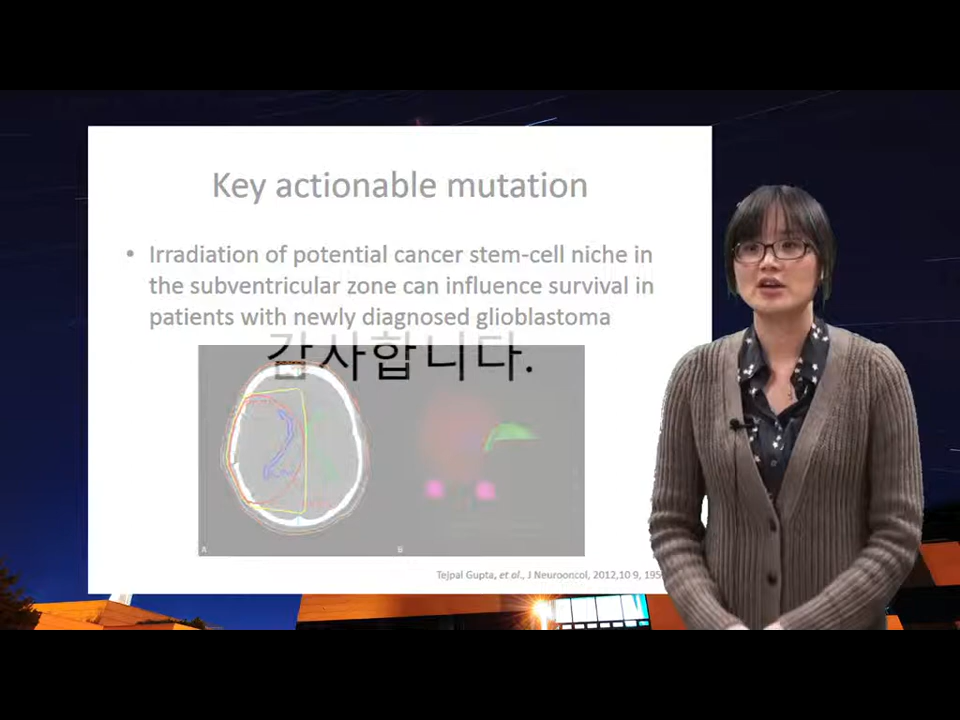 Key actionable mutation
• Irradiation of potential cancer stem-cell niche in
the subventricular zone can influence survival in
patients with newly diagnosed glioblastoma
감사합니다.
A B
Tejpal Gupta, et al., J Neurooncol, 2012,10 9, 195